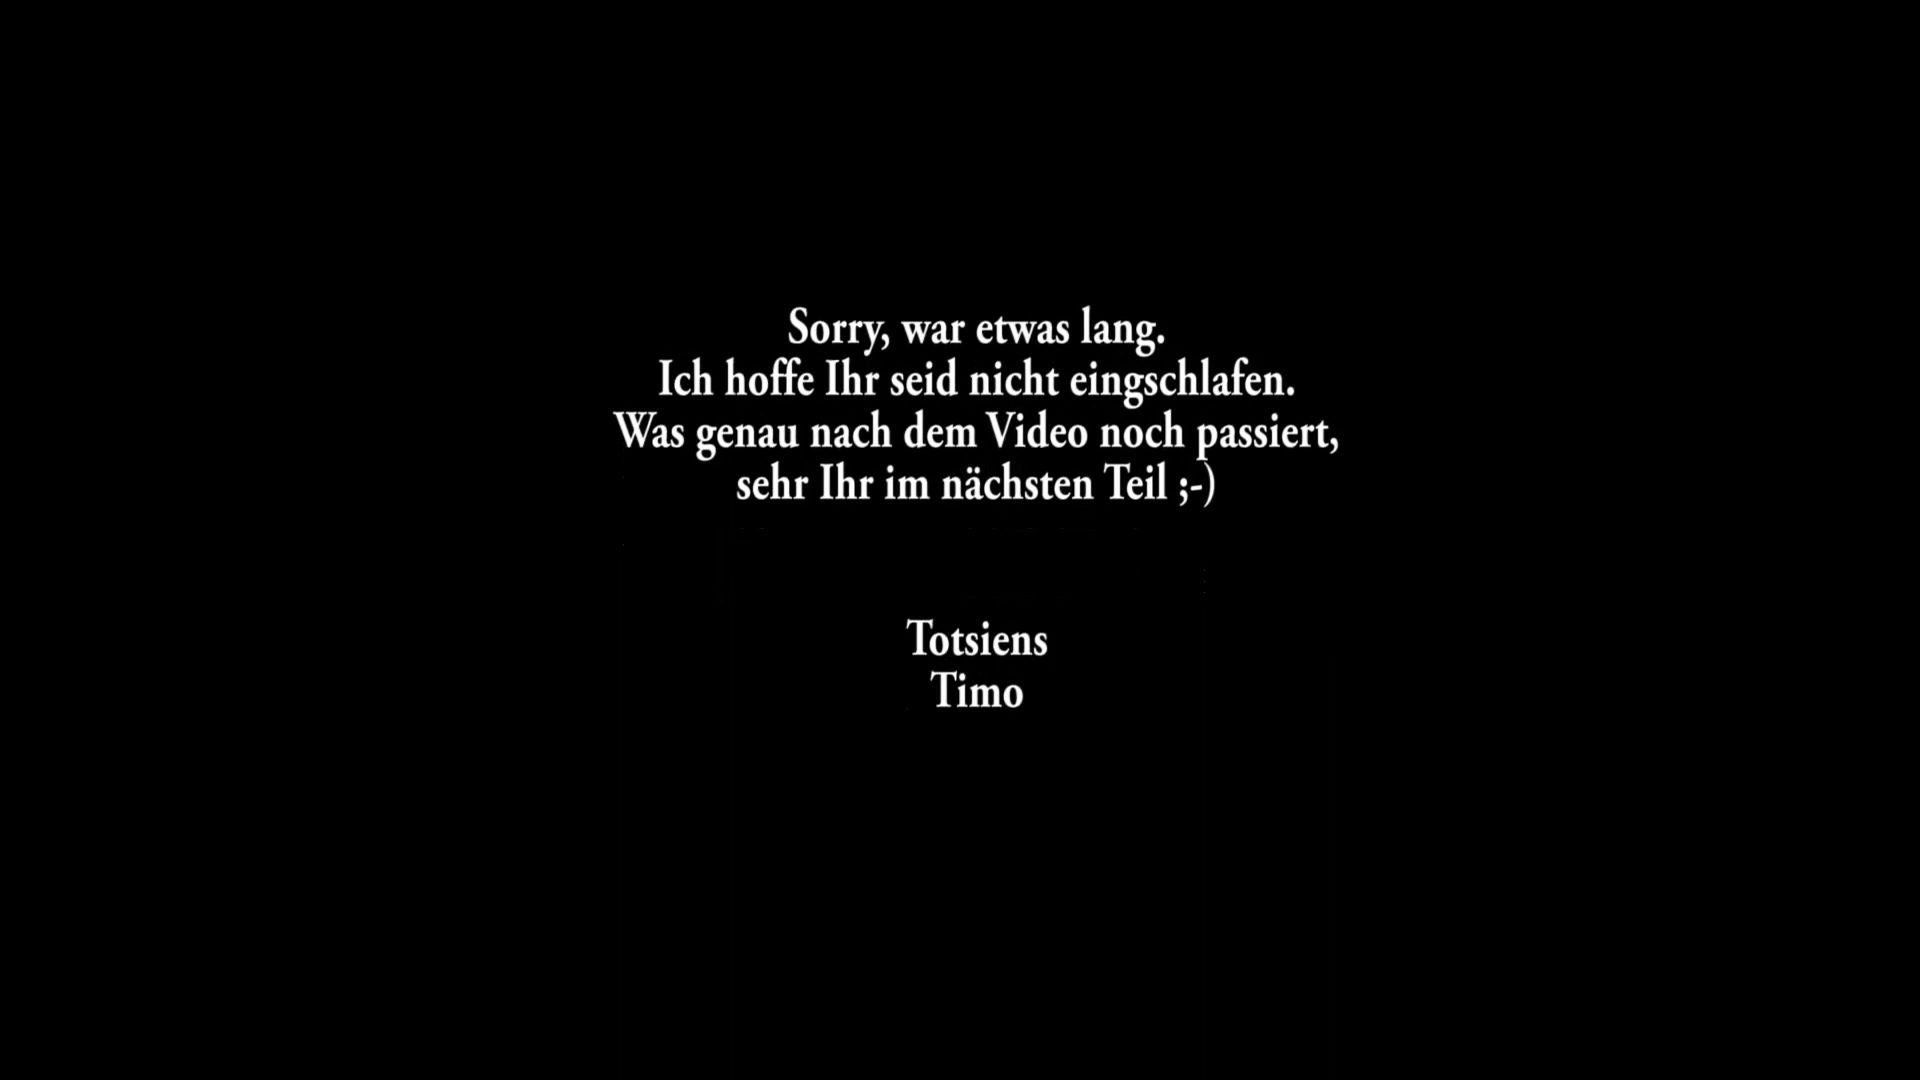 Sorry, war etwas lang.
Ich hoffe Ihr seid nicht eingschlafen.
Was genau nach dem Video noch passiert,
sehr Ihr im nächsten Teil ;-)
Totsiens
Timo